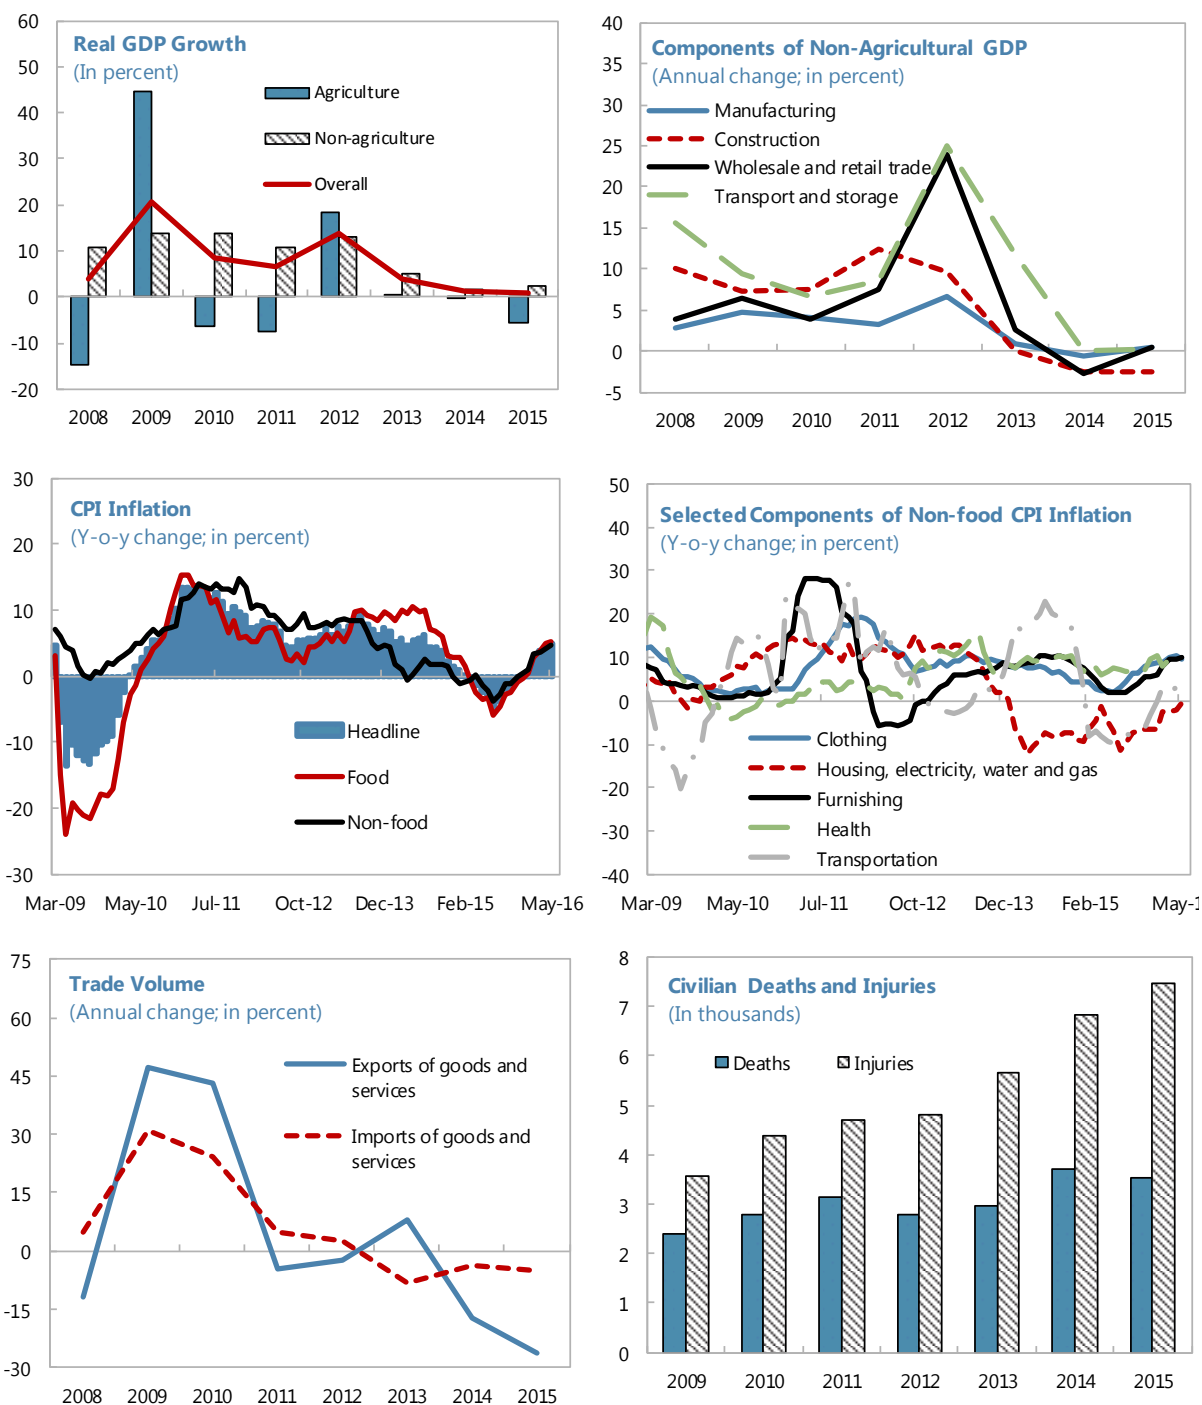 Real GDP Growth
(In percent)
Agriculture
Non-agriculture
Overall
60
50
40
30
20
10
0
-10
-20
2008 2009 2010 2011 2012 2013 2014 2015
Components of Non-Agricultural GDP
(Annual change; in percent)
Manufacturing
Construction
Wholesale and retail trade
Transport and storage
40
35
30
25
20
15
10
5
0
-5
2008 2009 2010 2011 2012 2013 2014 2015
CPI Inflation
(Y-o-y change; in percent)
30
20
10
0
-10
-20
-30
Headline
Food
Non-food
Mar-09 May-10 Jul-11 Oct-12 Dec-13 Feb-15 May-16
Selected Components of Non-food CPI Inflation
(Y-o-y change; in percent)
50
40
30
20
10
0
-10
-20
-30
-40
Clothing
Housing, electricity, water and gas
Furnishing
Health
Transportation
Mar-09 May-10 Jul-11 Oct-12 Dec-13 Feb-15 May-1
Trade Volume
(Annual change; in percent)
75
60
45
30
15
0
-15
-30
Exports of goods and
services
Imports of goods and
services
2008 2009 2010 2011 2012 2013 2014 2015
Civilian Deaths and Injuries
(In thousands)
Deaths
Injuries
8
7
6
5
4
3
2
1
0
2009 2010 2011 2012 2013 2014 2015